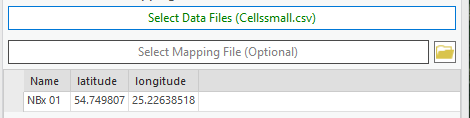 Select Data Files (Cellssmall.csv)
Select Mapping File (Optional)
Name latitude longitude
NBx 01 54.749807 25.22638518